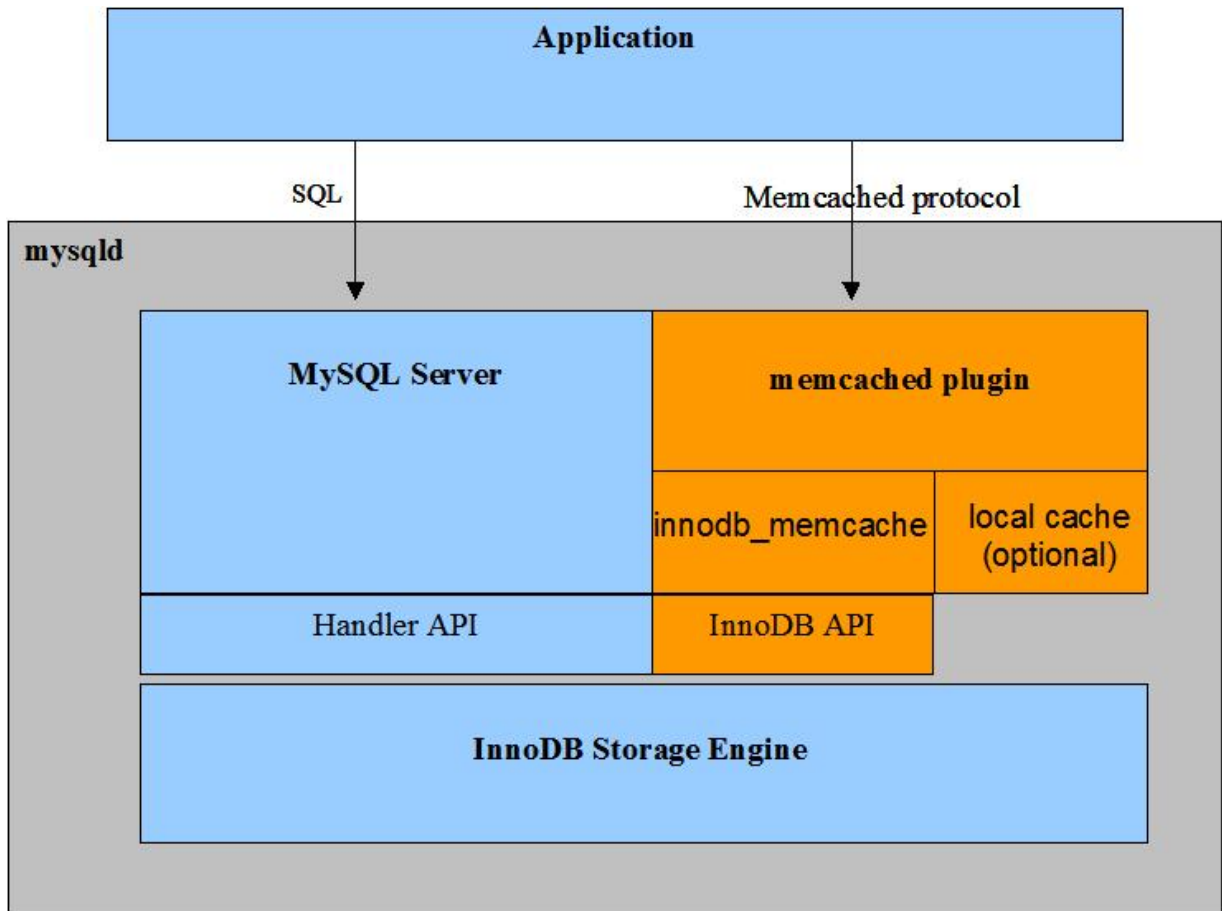 Application
SQL
Memcached protocol
mysqld
MySQL Server
memcached plugin
innodb_memcache
local cache
(optional)
Handler API
InnoDB API
InnoDB Storage Engine